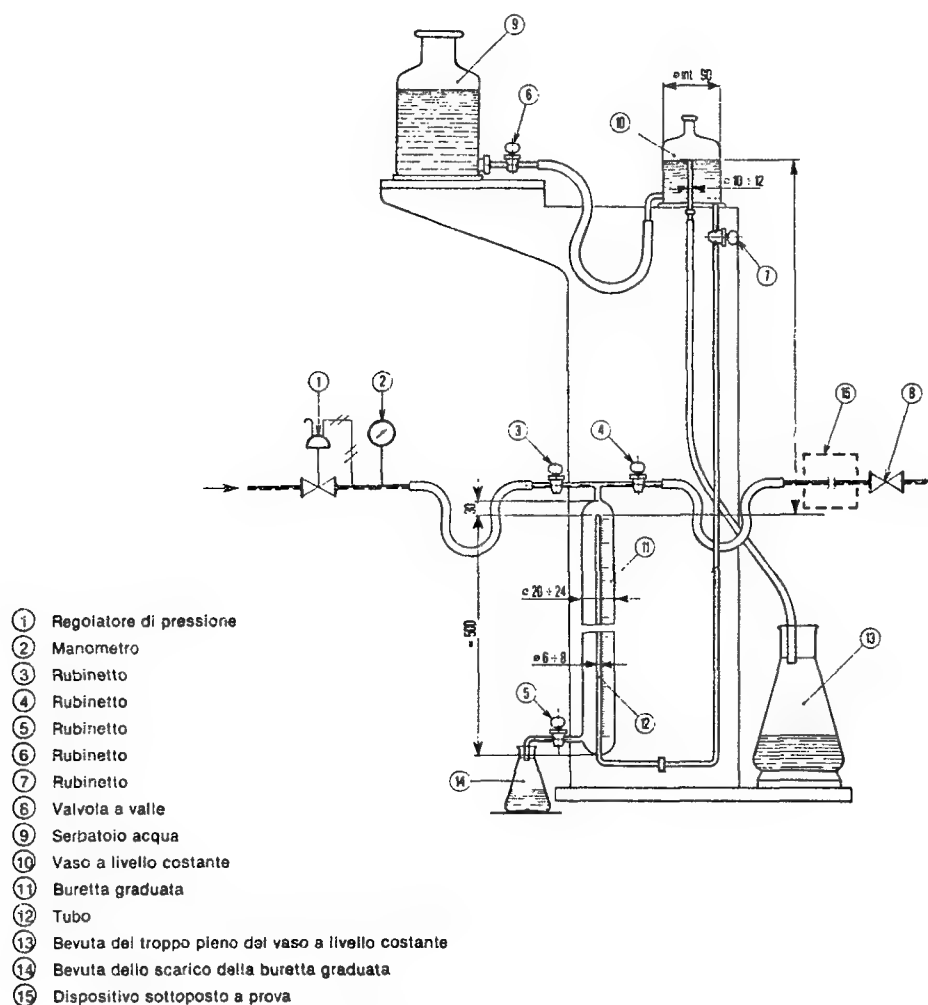 9
6
ø int. 90
10
ø 10 ÷ 12
7
1
2
3
4
15
8
30
11
ø 20 ÷ 24
≈ 500
ø 6 ÷ 8
13
5
12
14
1 Regolatore di pressione
2 Manometro
3 Rubinetto
4 Rubinetto
5 Rubinetto
6 Rubinetto
7 Rubinetto
8 Valvola a valle
9 Serbatoio acqua
10 Vaso a livello costante
11 Buretta graduata
12 Tubo
13 Bevuta del troppo pieno del vaso a livello costante
14 Bevuta dello scarico della buretta graduata
15 Dispositivo sottoposto a prova